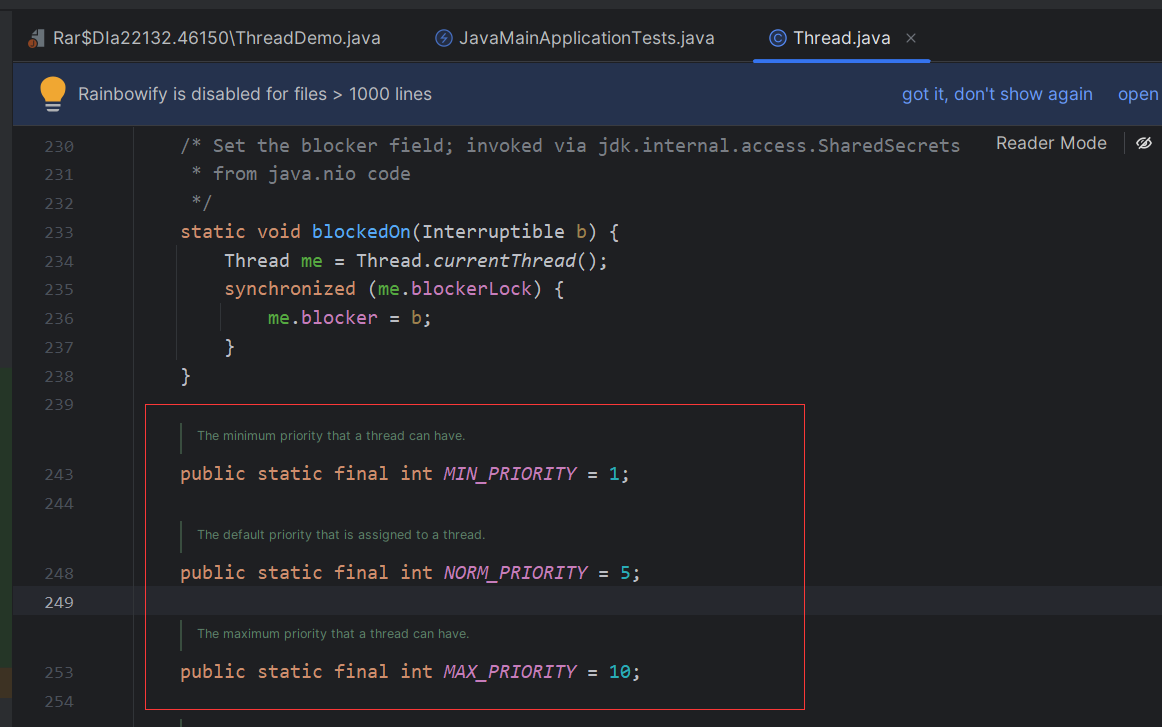 Rar$DIa22132.46150\ThreadDemo.java JavaMainApplicationTests.java Thread.java
Rainbowify is disabled for files > 1000 lines got it, don't show again open
230 /* Set the blocker field; invoked via jdk.internal.access.SharedSecrets Reader Mode
231 * from java.nio code
232 */
233 static void blockedOn(Interruptible b) {
234 Thread me = Thread.currentThread();
235 synchronized (me.blockerLock) {
236 me.blocker = b;
237 }
238 }
239
The minimum priority that a thread can have.
243 public static final int MIN_PRIORITY = 1;
244
The default priority that is assigned to a thread.
248 public static final int NORM_PRIORITY = 5;
249
The maximum priority that a thread can have.
253 public static final int MAX_PRIORITY = 10;
254